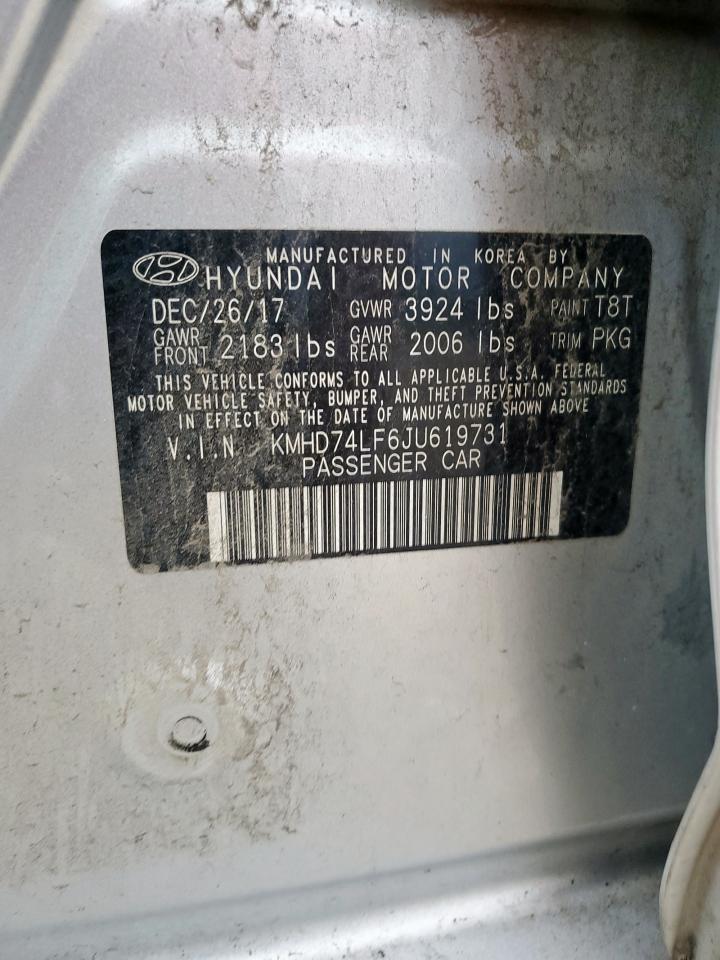 MANUFACTURED IN KOREA BY
HYUNDAI MOTOR COMPANY
DEC/26/17 GVWR 3924 lbs PAINT T8T
GAWR FRONT 2183 lbs GAWR REAR 2006 lbs TRIM PKG
THIS VEHICLE CONFORMS TO ALL APPLICABLE U.S.A. FEDERAL
MOTOR VEHICLE SAFETY, BUMPER, AND THEFT PREVENTION STANDARDS
IN EFFECT ON THE DATE OF MANUFACTURE SHOWN ABOVE
V.I.N. KMHD74LF6JU619731
PASSENGER CAR